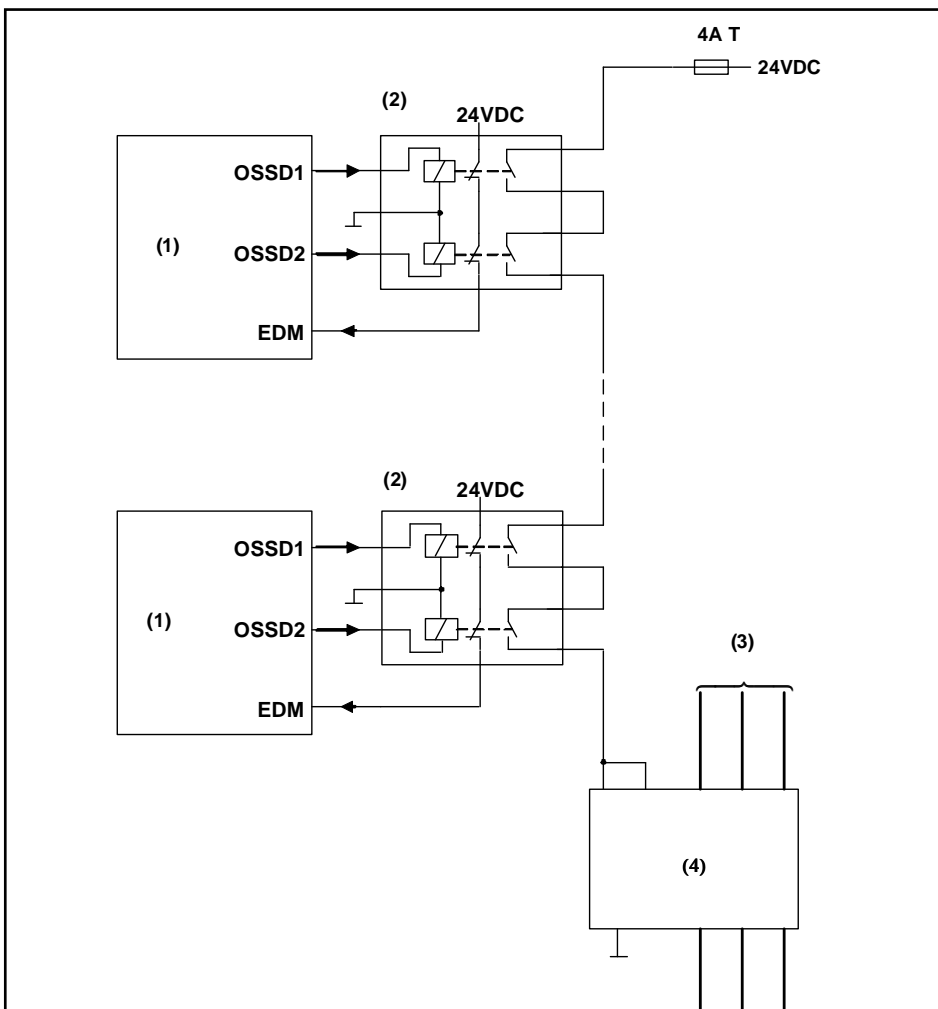 4A T
24VDC
(2)
24VDC
OSSD1
(1)
OSSD2
EDM
(2)
24VDC
OSSD1
(1)
OSSD2
EDM
(3)
(4)